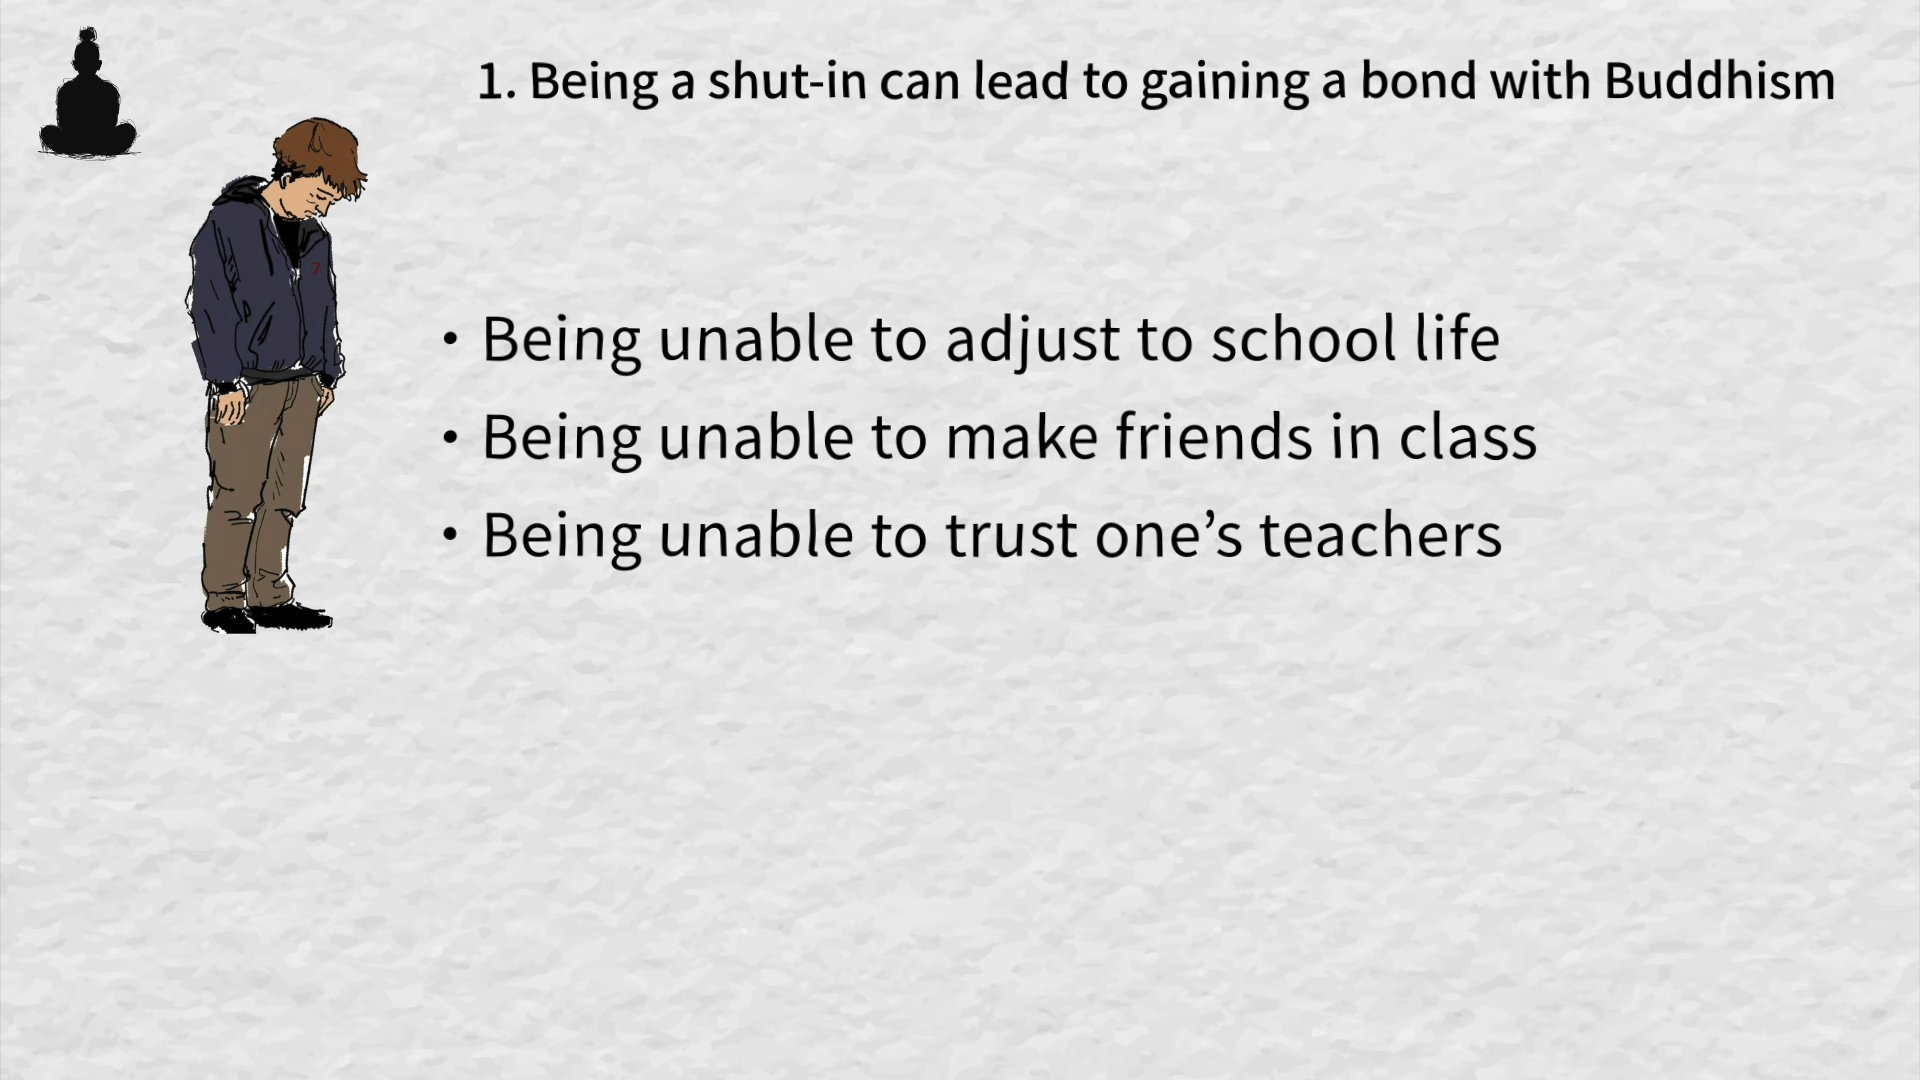 1. Being a shut-in can lead to gaining a bond with Buddhism
7
・Being unable to adjust to school life
・Being unable to make friends in class
・Being unable to trust one’s teachers